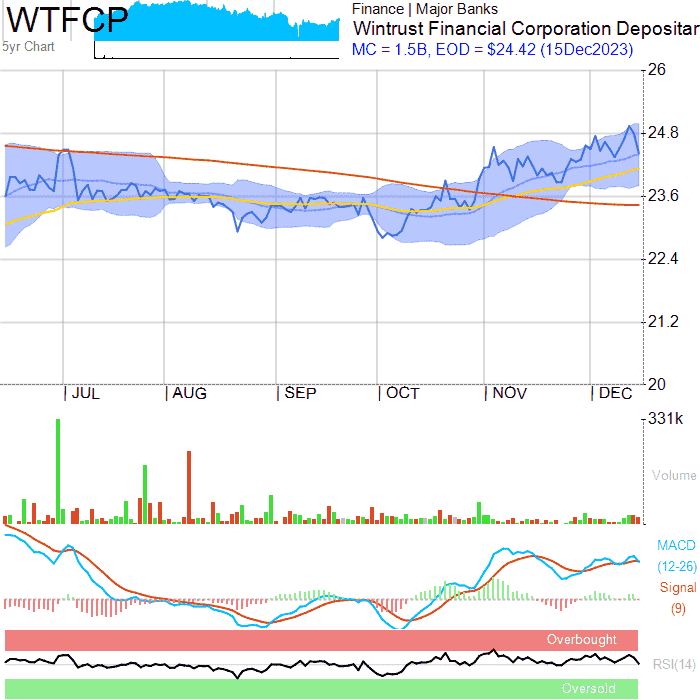 WTFCP
5yr Chart
Finance | Major Banks
Wintrust Financial Corporation Depositar
MC = 1.5B, EOD = $24.42 (15Dec2023)
26
24.8
23.6
22.4
21.2
20
JUL AUG SEP OCT NOV DEC
331k
Volume
MACD
(12-26)
Signal
(9)
Overbought
RSI(14)
Oversold